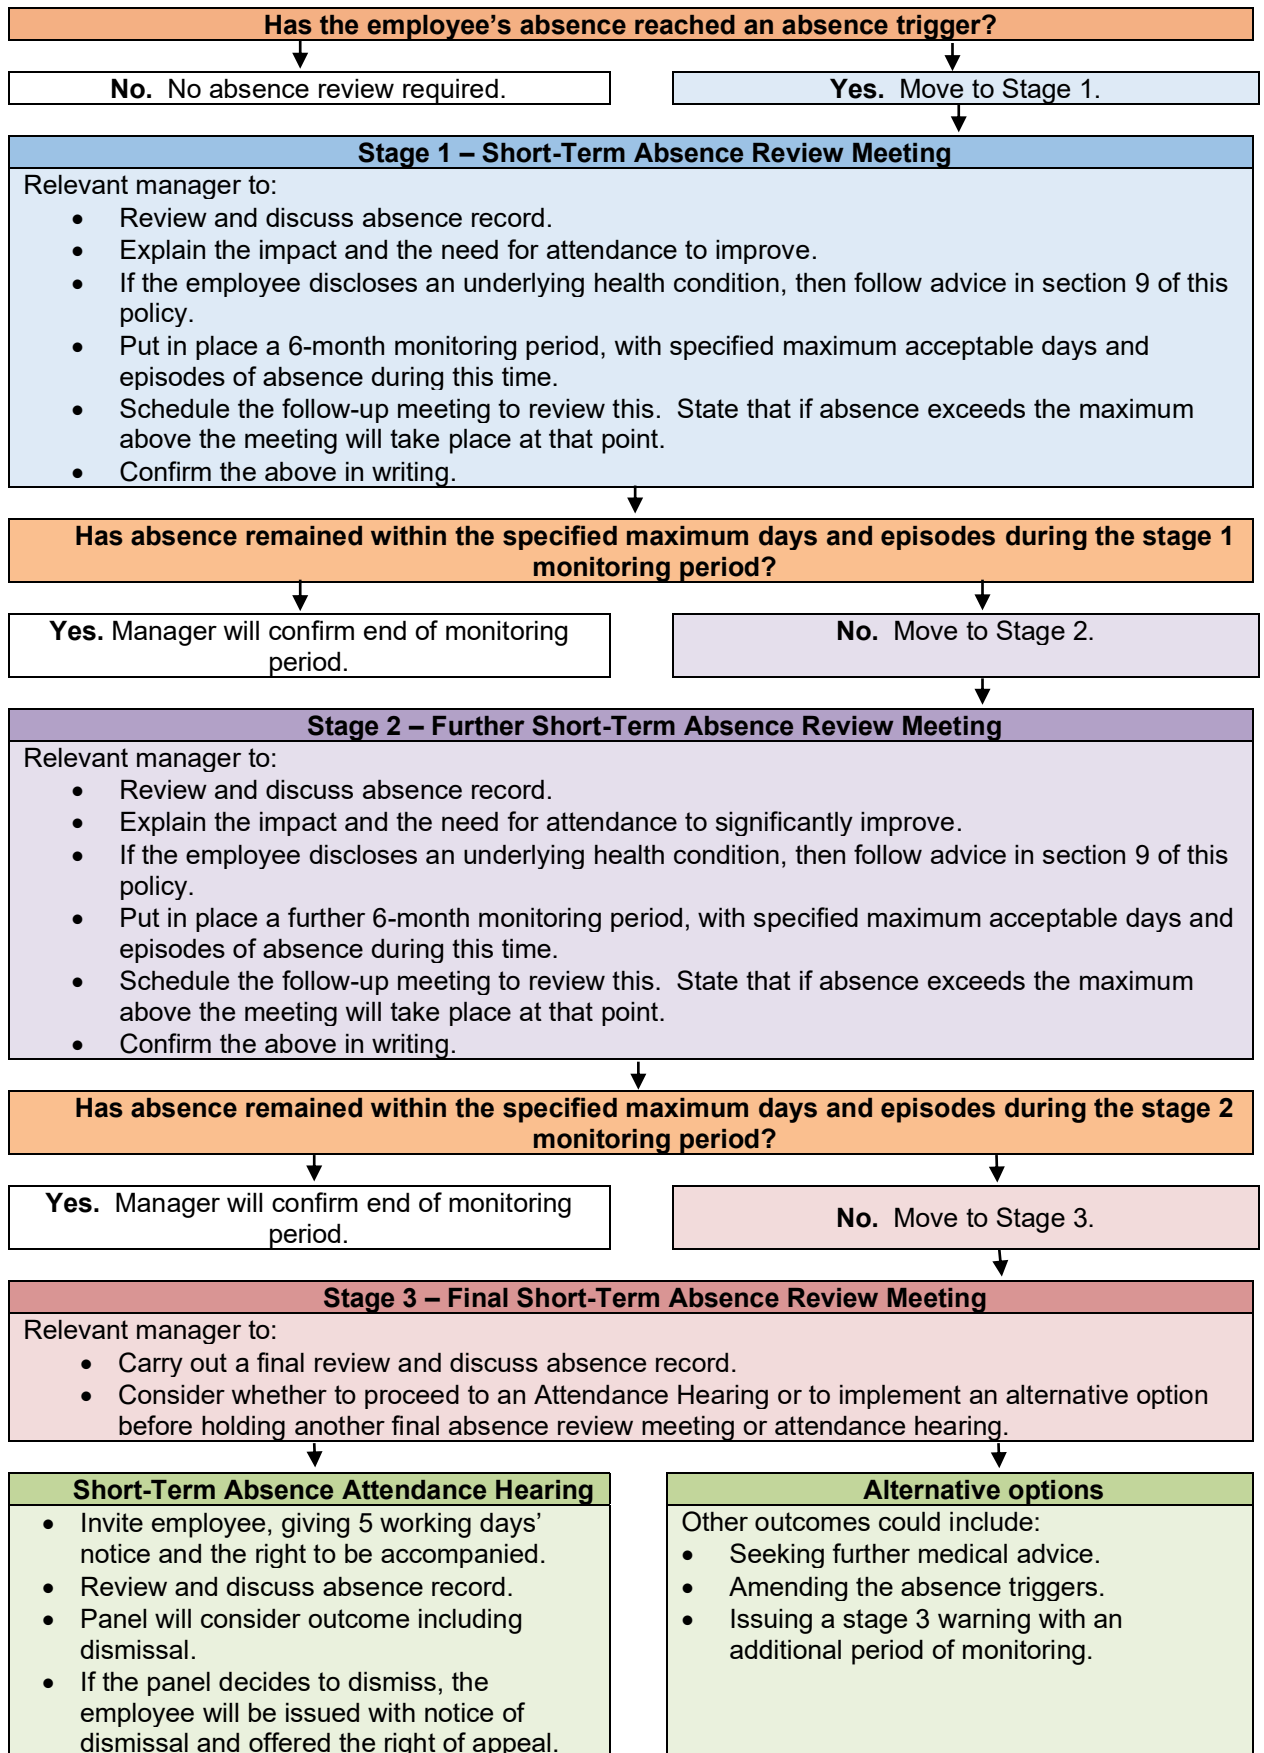 Has the employee’s absence reached an absence trigger?
No.  No absence review required.
Yes.  Move to Stage 1.
Stage 1 – Short-Term Absence Review Meeting
Relevant manager to:
• Review and discuss absence record.
• Explain the impact and the need for attendance to improve.
• If the employee discloses an underlying health condition, then follow advice in section 9 of this
policy.
• Put in place a 6-month monitoring period, with specified maximum acceptable days and
episodes of absence during this time.
• Schedule the follow-up meeting to review this.  State that if absence exceeds the maximum
above the meeting will take place at that point.
• Confirm the above in writing.
Has absence remained within the specified maximum days and episodes during the stage 1
monitoring period?
Yes. Manager will confirm end of monitoring
period.
No.  Move to Stage 2.
Stage 2 – Further Short-Term Absence Review Meeting
Relevant manager to:
• Review and discuss absence record.
• Explain the impact and the need for attendance to significantly improve.
• If the employee discloses an underlying health condition, then follow advice in section 9 of this
policy.
• Put in place a further 6-month monitoring period, with specified maximum acceptable days and
episodes of absence during this time.
• Schedule the follow-up meeting to review this.  State that if absence exceeds the maximum
above the meeting will take place at that point.
• Confirm the above in writing.
Has absence remained within the specified maximum days and episodes during the stage 2
monitoring period?
Yes.  Manager will confirm end of monitoring
period.
No.  Move to Stage 3.
Stage 3 – Final Short-Term Absence Review Meeting
Relevant manager to:
• Carry out a final review and discuss absence record.
• Consider whether to proceed to an Attendance Hearing or to implement an alternative option
before holding another final absence review meeting or attendance hearing.
Short-Term Absence Attendance Hearing
• Invite employee, giving 5 working days’
notice and the right to be accompanied.
• Review and discuss absence record.
• Panel will consider outcome including
dismissal.
• If the panel decides to dismiss, the
employee will be issued with notice of
dismissal and offered the right of appeal.
Alternative options
Other outcomes could include:
• Seeking further medical advice.
• Amending the absence triggers.
• Issuing a stage 3 warning with an
additional period of monitoring.